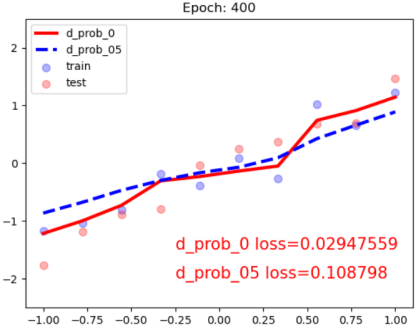 Epoch: 400
d_prob_0
d_prob_05
train
test
2
1
0
−1
−2
d_prob_0 loss=0.02947559
d_prob_05 loss=0.108798
−1.00 −0.75 −0.50 −0.25 0.00 0.25 0.50 0.75 1.00